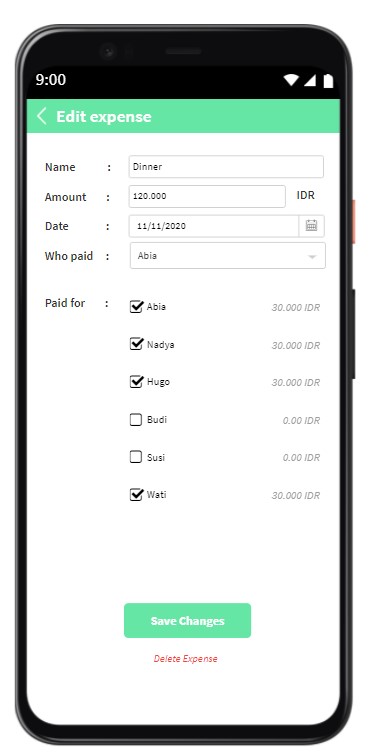 9:00
Edit expense
Name : Dinner
Amount : 120.000 IDR
Date : 11/11/2020
Who paid : Abia
Paid for : Abia 30.000 IDR
Nadya 30.000 IDR
Hugo 30.000 IDR
Budi 0.00 IDR
Susi 0.00 IDR
Wati 30.000 IDR
Save Changes
Delete Expense